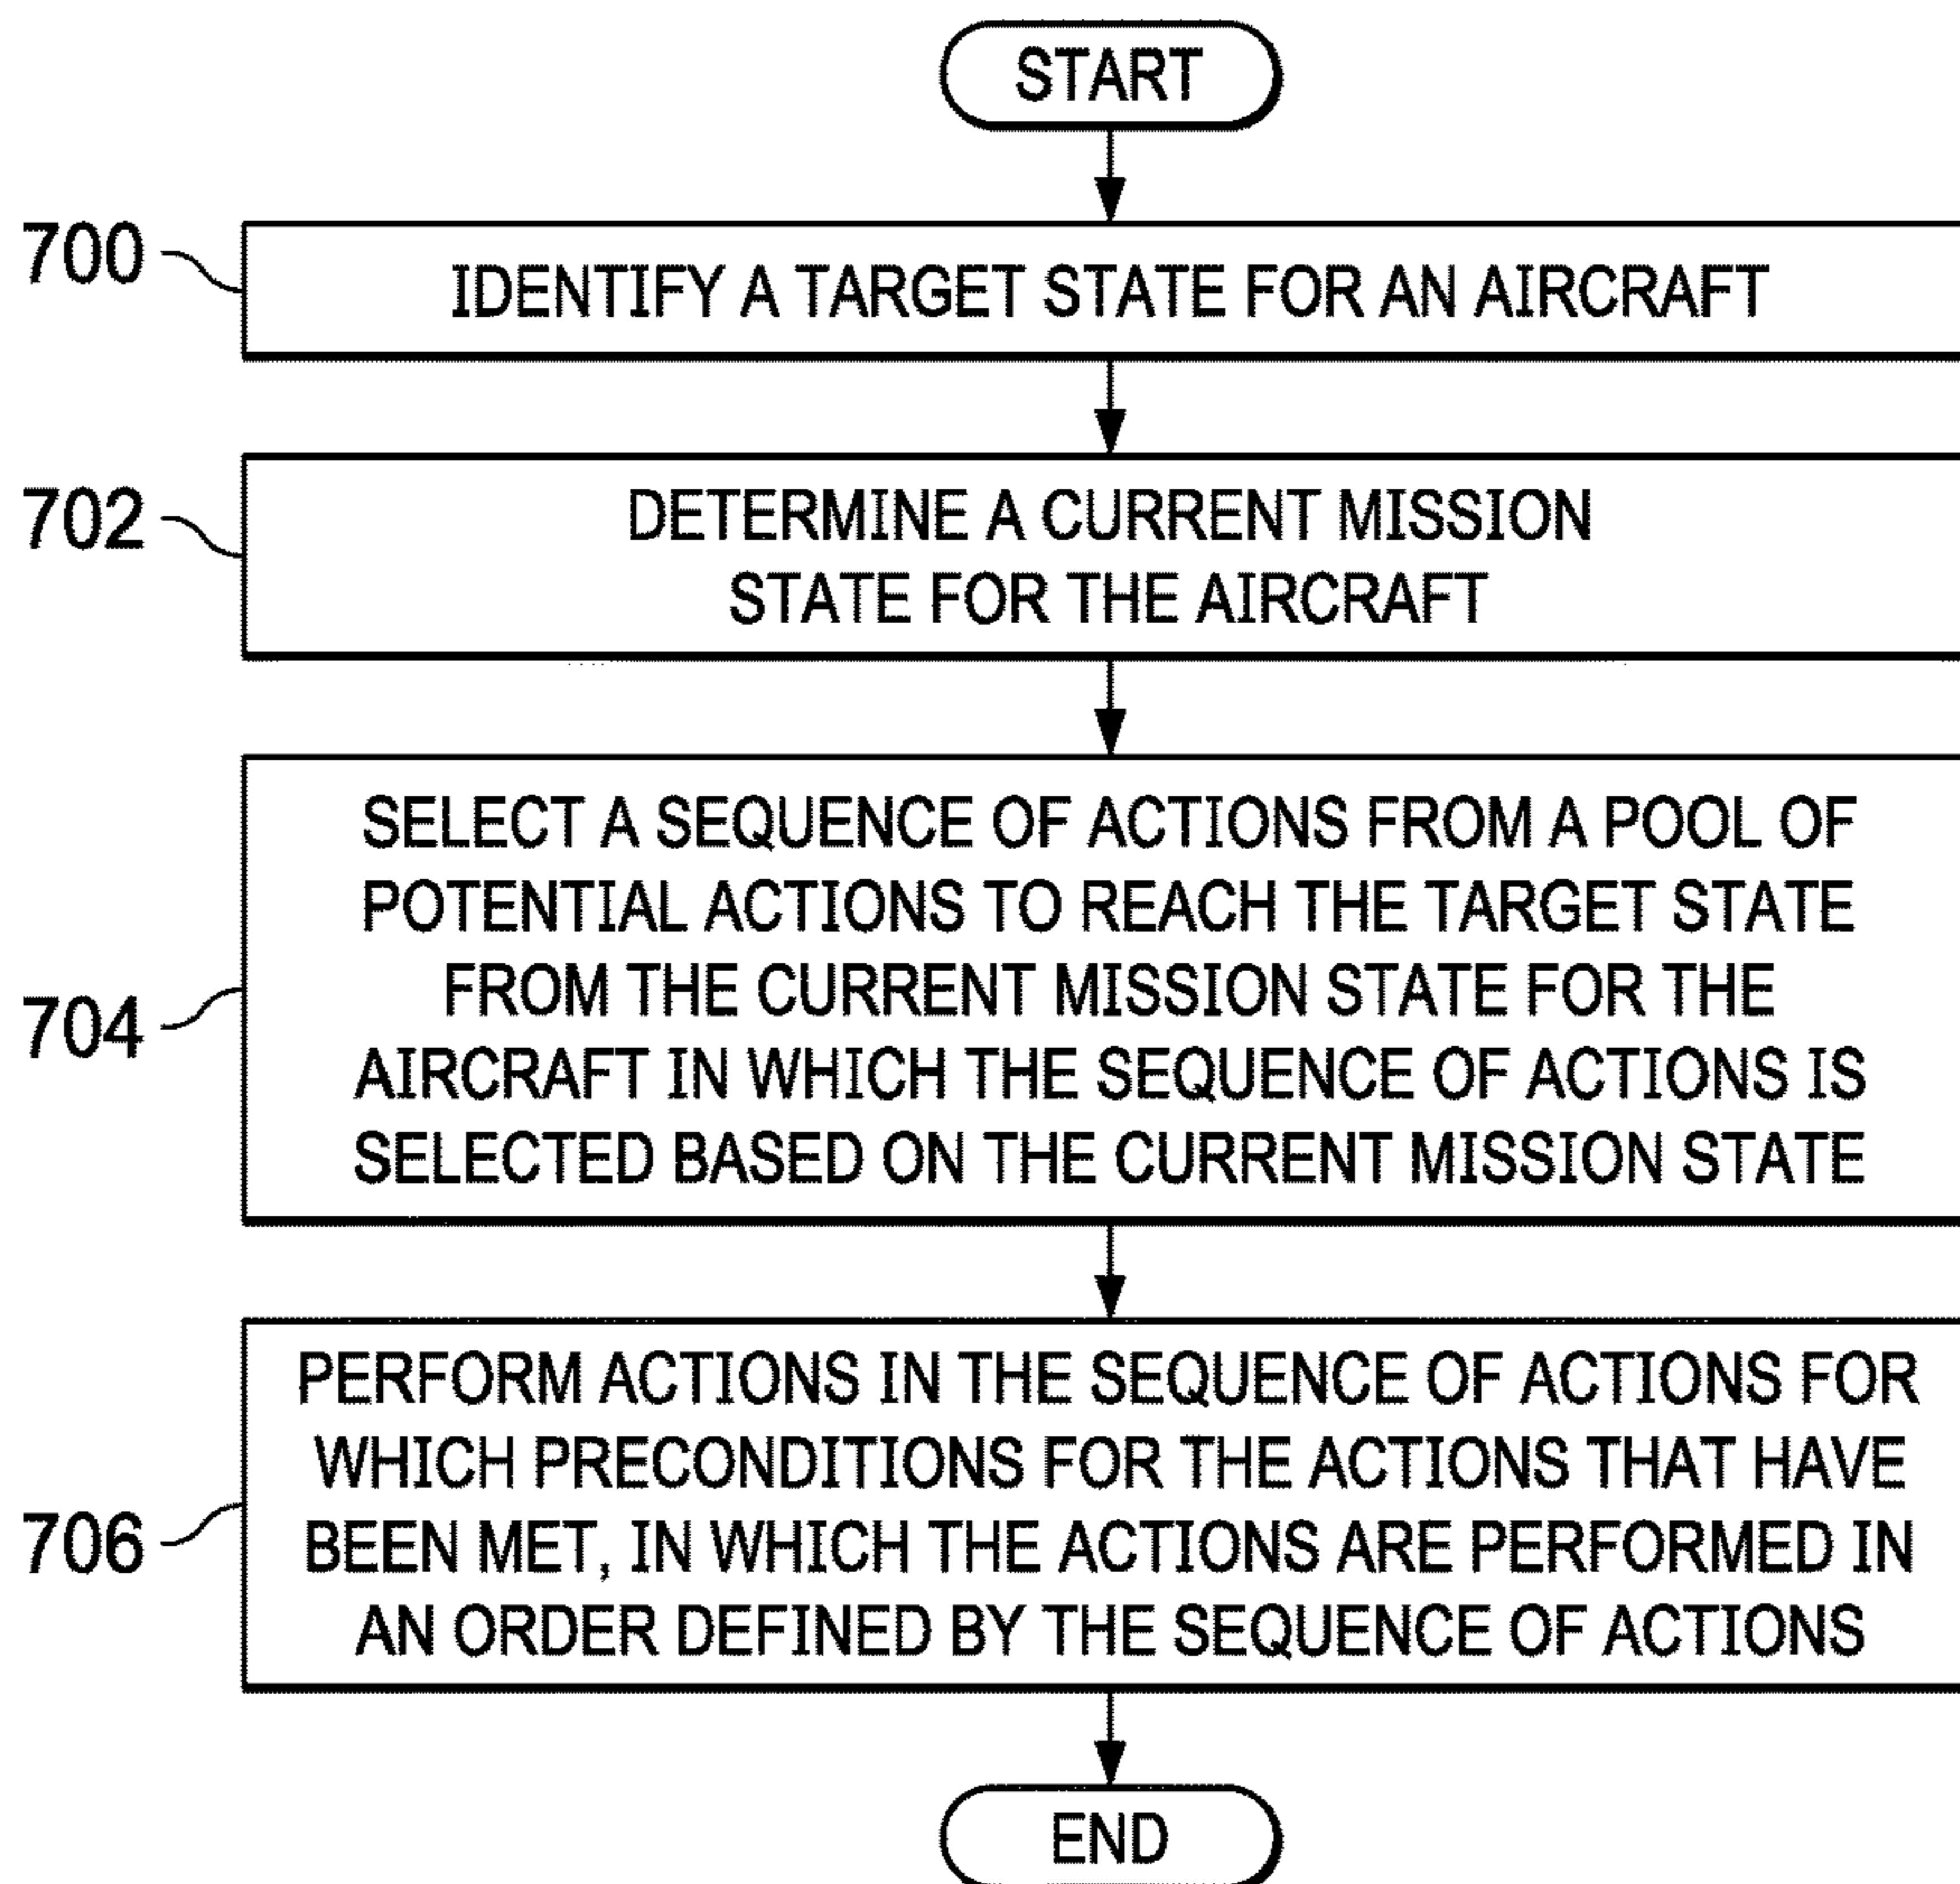 START
700
IDENTIFY A TARGET STATE FOR AN AIRCRAFT
702
DETERMINE A CURRENT MISSION
STATE FOR THE AIRCRAFT
704
SELECT A SEQUENCE OF ACTIONS FROM A POOL OF
POTENTIAL ACTIONS TO REACH THE TARGET STATE
FROM THE CURRENT MISSION STATE FOR THE
AIRCRAFT IN WHICH THE SEQUENCE OF ACTIONS IS
SELECTED BASED ON THE CURRENT MISSION STATE
706
PERFORM ACTIONS IN THE SEQUENCE OF ACTIONS FOR
WHICH PRECONDITIONS FOR THE ACTIONS THAT HAVE
BEEN MET, IN WHICH THE ACTIONS ARE PERFORMED IN
AN ORDER DEFINED BY THE SEQUENCE OF ACTIONS
END